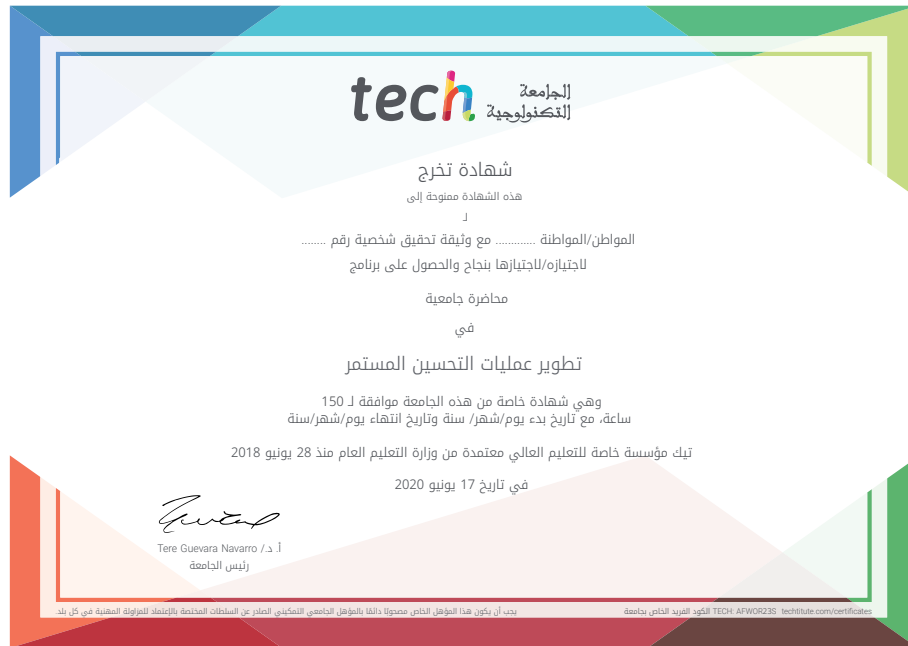 tech الجامعة
التكنولوجية
شهادة تخرج
هذه الشهادة ممنوحة إلى
لـ
المواطن/المواطنة ............ مع وثيقة تحقيق شخصية رقم ........
لاجتيازه/لاجتيازها بنجاح والحصول على برنامج
محاضرة جامعية
في
تطوير عمليات التحسين المستمر
وهي شهادة خاصة من هذه الجامعة موافقة لـ 150
ساعة، مع تاريخ بدء يوم/شهر/ سنة وتاريخ انتهاء يوم/شهر/سنة
تيك مؤسسة خاصة للتعليم العالي معتمدة من وزارة التعليم العام منذ 28 يونيو 2018
في تاريخ 17 يونيو 2020
أ. د./ Tere Guevara Navarro
رئيس الجامعة
يجب أن يكون هذا المؤهل الخاص مصحوبًا دائمًا بالمؤهل الجامعي التمكيني الصادر عن السلطات المختصة بالإعتماد للمزاولة المهنية في كل بلد.
الكود الفريد الخاص بجامعة TECH: AFWOR23S techtitute.com/certificates